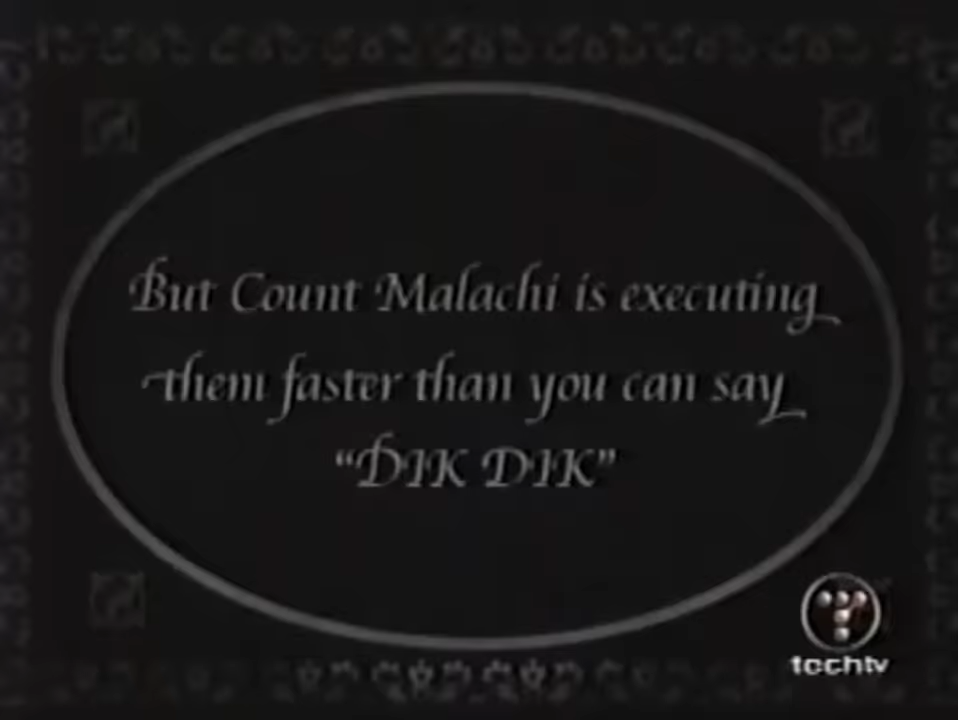 But Count Malachi is executing
them faster than you can say
“DIK DIK”
techtv